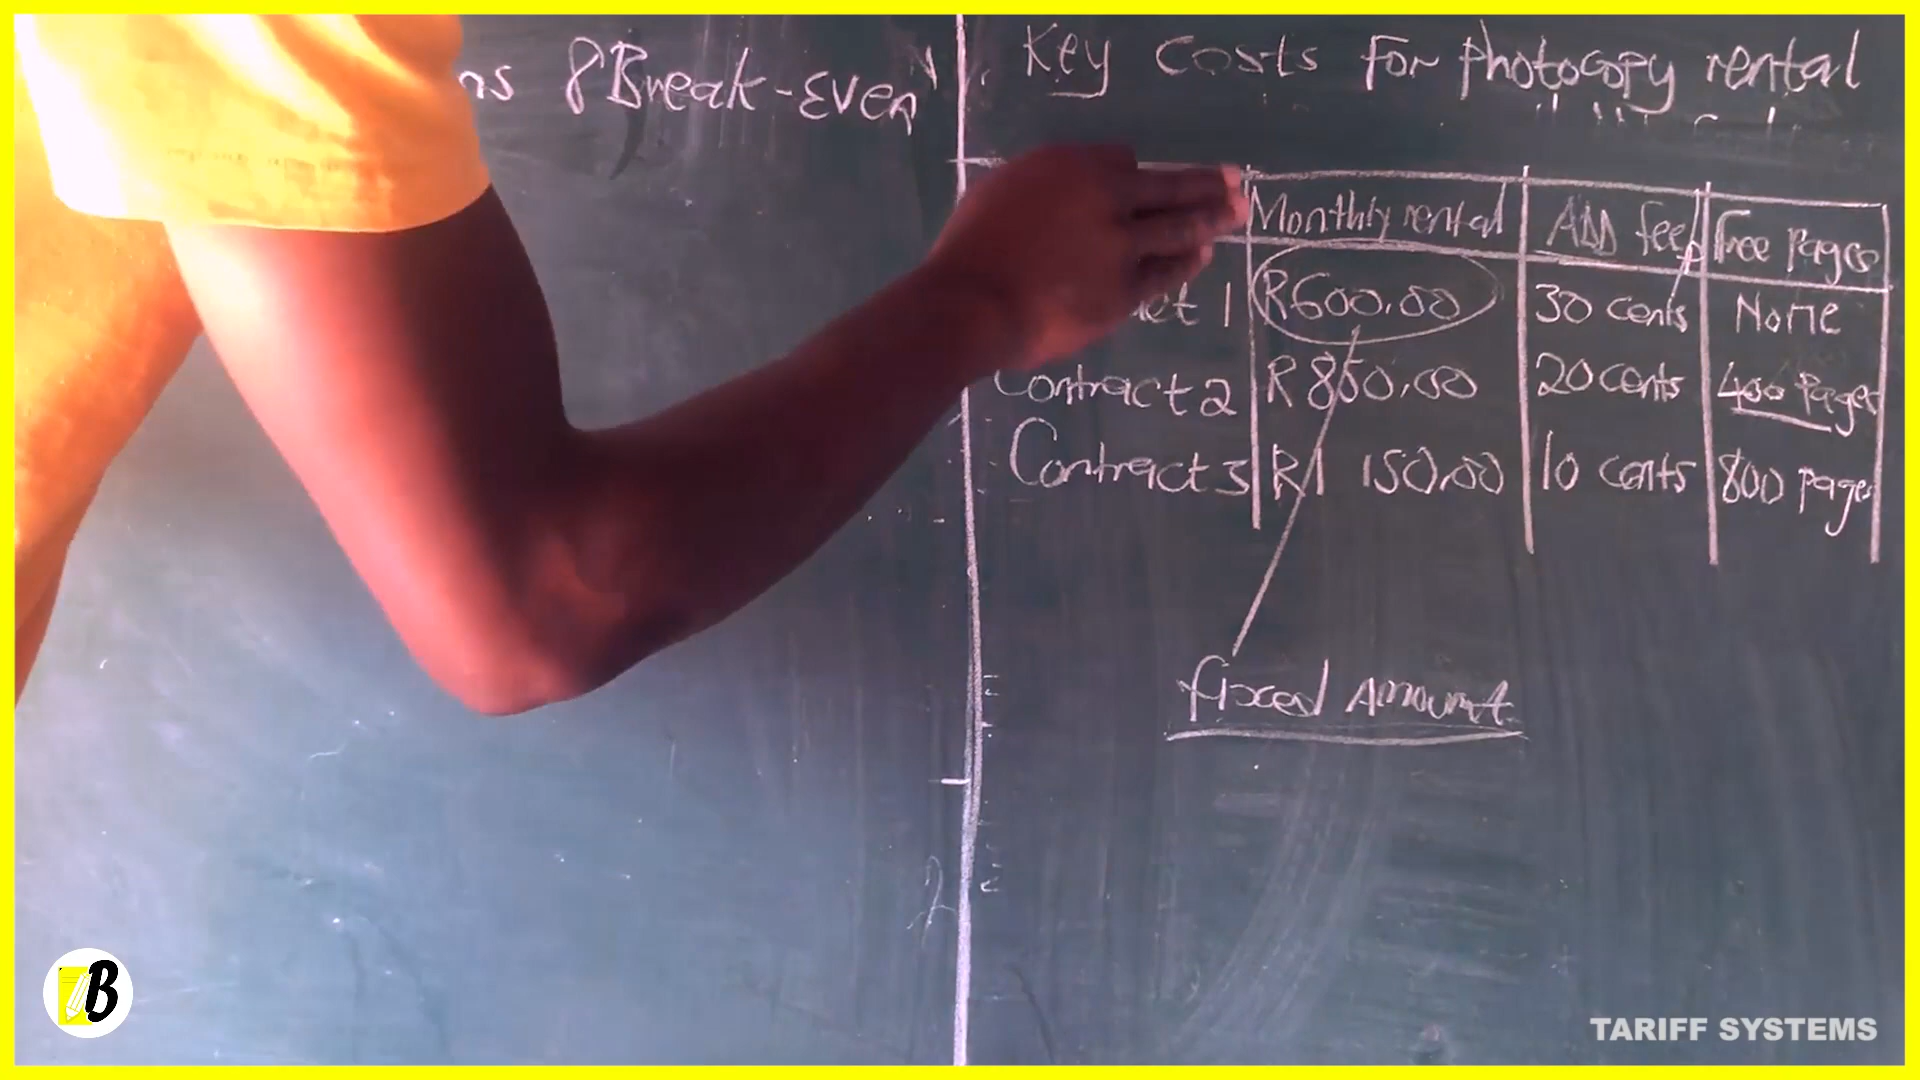 ns & Break-Even
Key Costs For photocopy rental
Monthly rental ADD fee Free Pages
act 1 R600.00 30 cents None
Contract 2 R 850.00 20 cents 400 Pages
Contract 3 R1 150.00 10 cents 800 pages
fixed Amount
B
TARIFF SYSTEMS